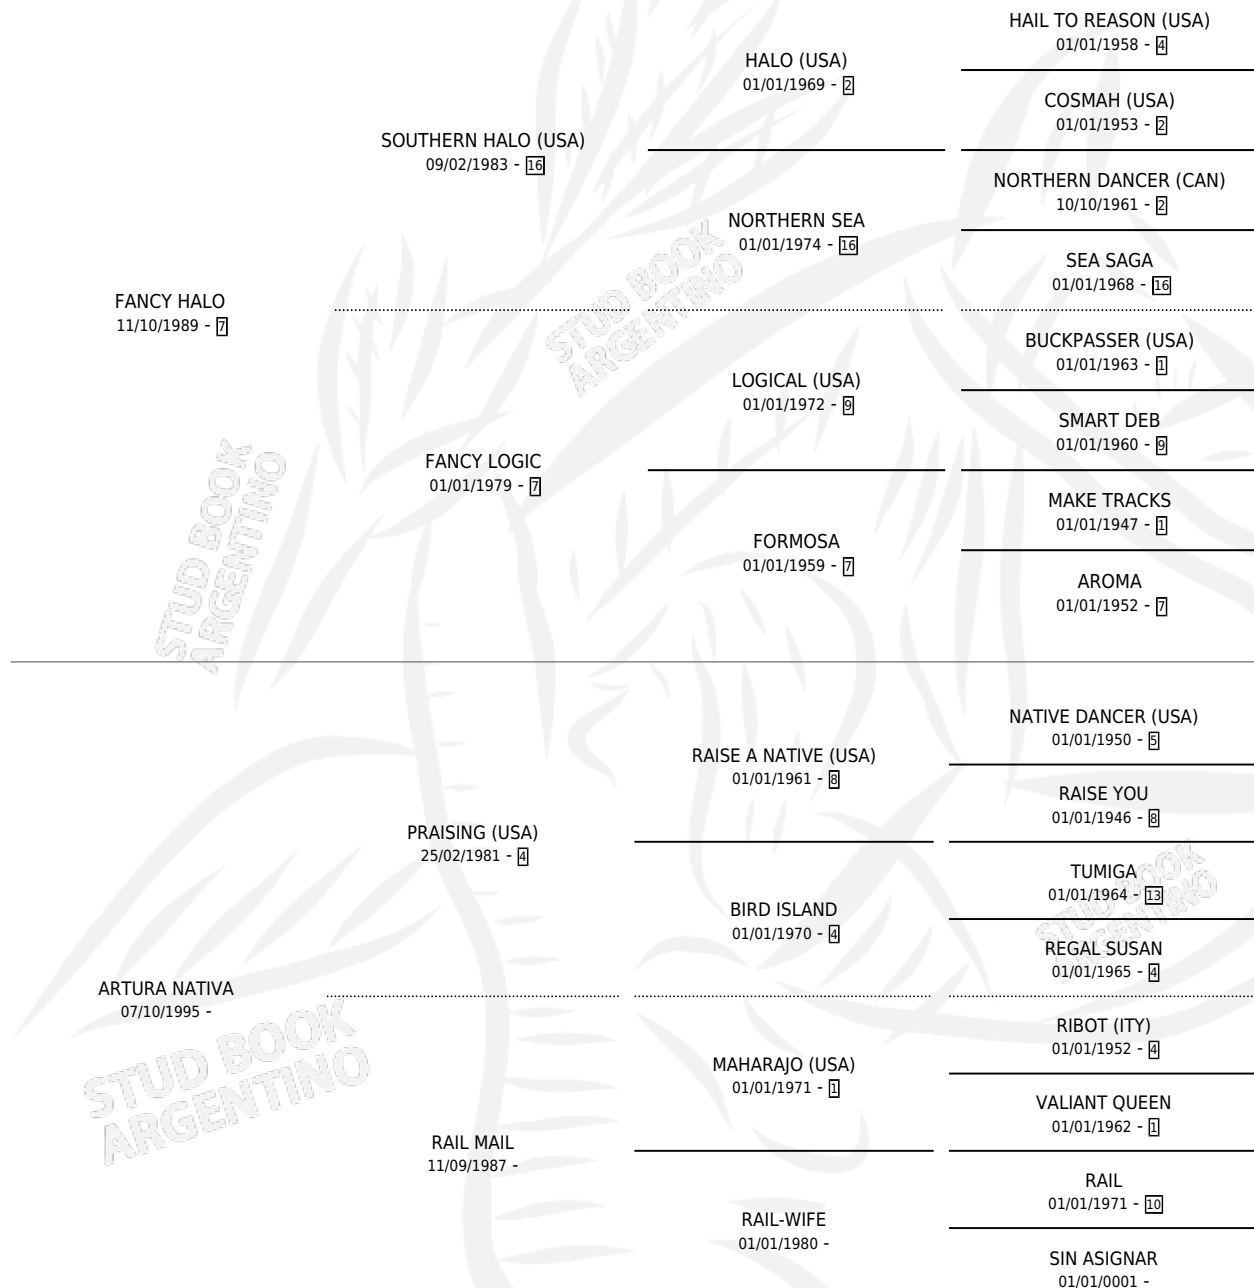 HAIL TO REASON (USA)
01/01/1958 - 4
HALO (USA)
01/01/1969 - 2
COSMAH (USA)
01/01/1953 - 2
SOUTHERN HALO (USA)
09/02/1983 - 16
NORTHERN DANCER (CAN)
10/10/1961 - 2
NORTHERN SEA
01/01/1974 - 16
SEA SAGA
01/01/1968 - 16
FANCY HALO
11/10/1989 - 7
BUCKPASSER (USA)
01/01/1963 - 1
LOGICAL (USA)
01/01/1972 - 9
SMART DEB
01/01/1960 - 9
FANCY LOGIC
01/01/1979 - 7
MAKE TRACKS
01/01/1947 - 1
FORMOSA
01/01/1959 - 7
AROMA
01/01/1952 - 7
NATIVE DANCER (USA)
01/01/1950 - 5
RAISE A NATIVE (USA)
01/01/1961 - 8
RAISE YOU
01/01/1946 - 8
PRAISING (USA)
25/02/1981 - 4
TUMIGA
01/01/1964 - 13
BIRD ISLAND
01/01/1970 - 4
REGAL SUSAN
01/01/1965 - 4
ARTURA NATIVA
07/10/1995 -
RIBOT (ITY)
01/01/1952 - 4
MAHARAJO (USA)
01/01/1971 - 1
VALIANT QUEEN
01/01/1962 - 1
RAIL MAIL
11/09/1987 -
RAIL
01/01/1971 - 10
RAIL-WIFE
01/01/1980 -
SIN ASIGNAR
01/01/0001 -
STUD BOOK
ARGENTINO
STUD BOOK
ARGENTINO
STUD BOOK
ARGENTINO
STUD BOOK
ARGENTINO